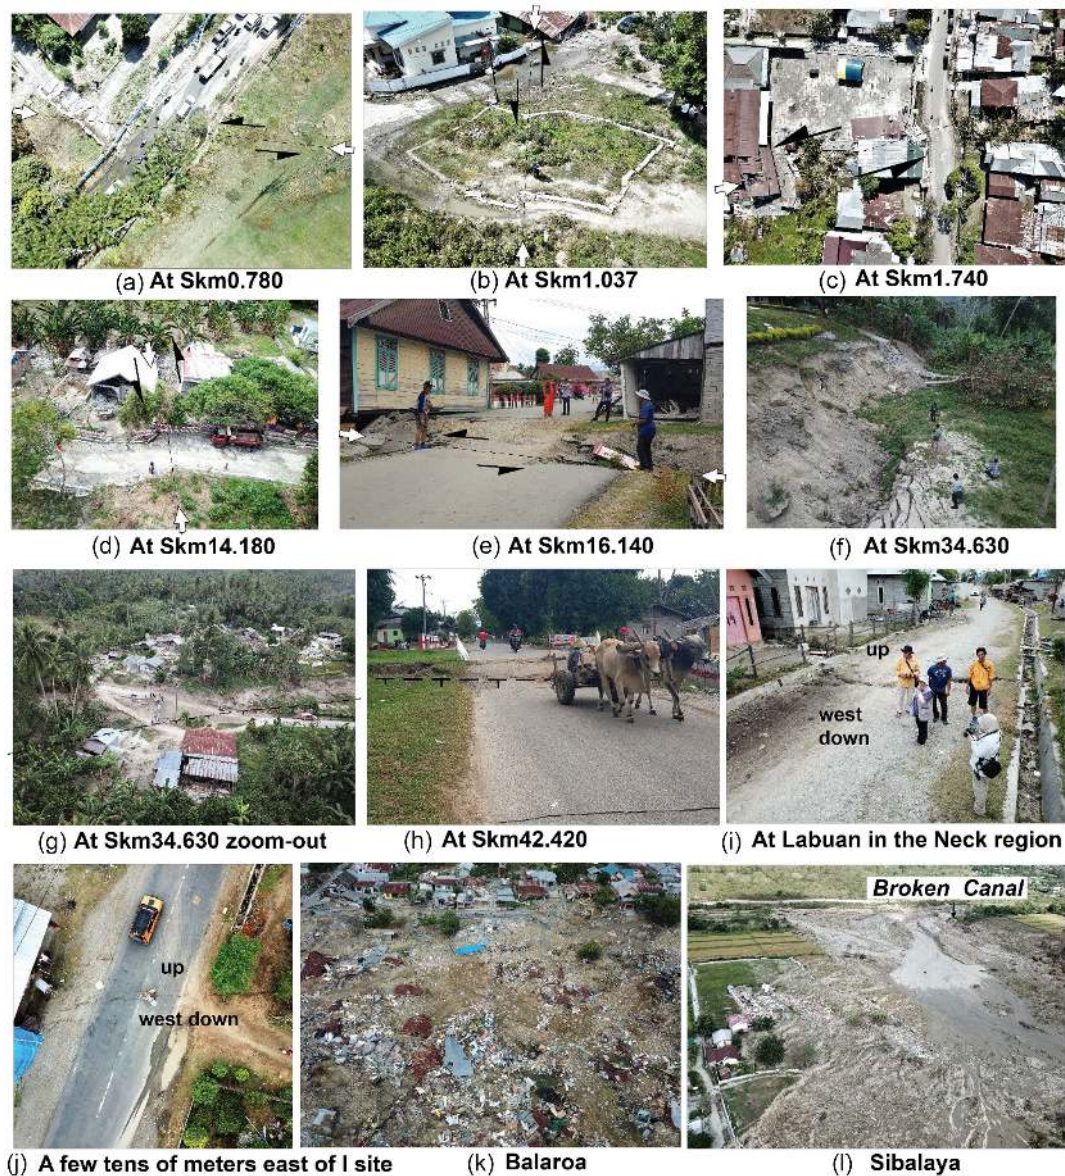 (a) At Skm0.780
(b) At Skm1.037
(c) At Skm1.740
(d) At Skm14.180
(e) At Skm16.140
(f) At Skm34.630
(g) At Skm34.630 zoom-out
(h) At Skm42.420
up
west
down
(i) At Labuan in the Neck region
up
west down
(j) A few tens of meters east of I site
(k) Balaroa
Broken Canal
(l) Sibalaya